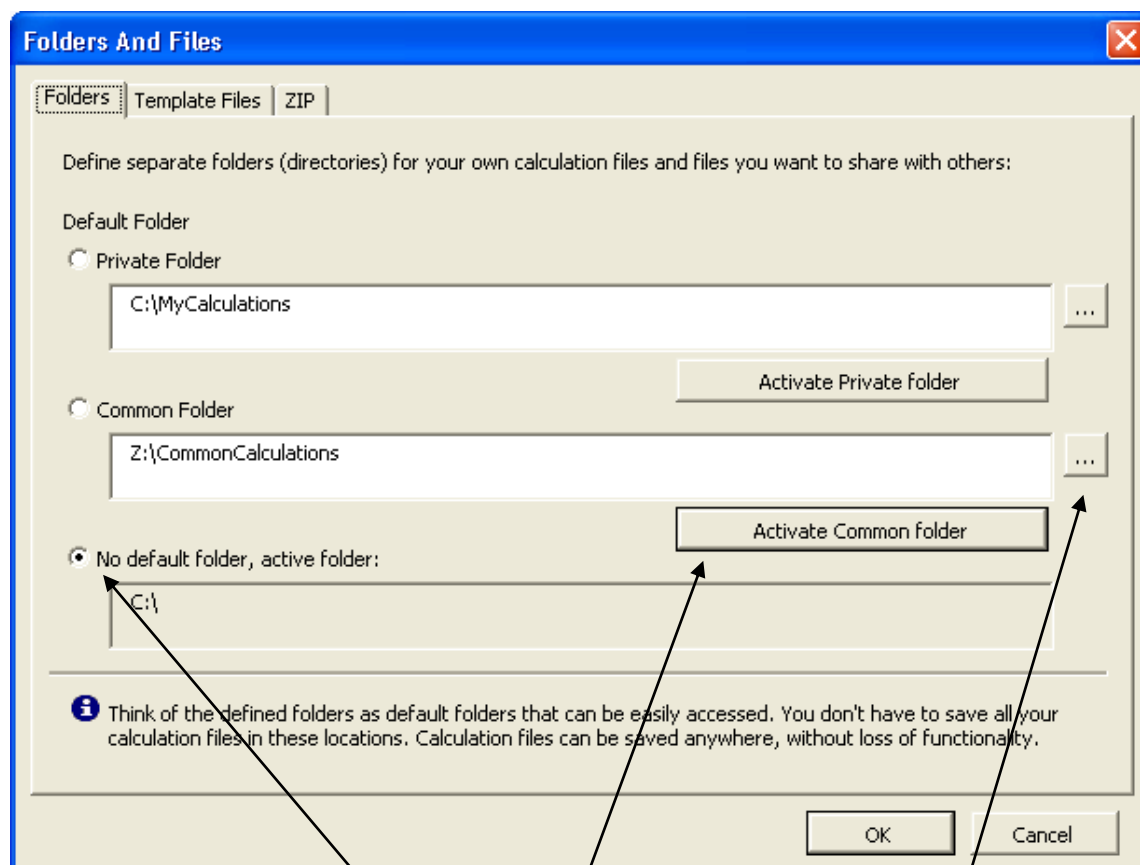 Folders And Files
Folders Template Files ZIP
Define separate folders (directories) for your own calculation files and files you want to share with others:
Default Folder
Private Folder
C:\MyCalculations
...
Activate Private folder
Common Folder
Z:\CommonCalculations
...
Activate Common folder
No default folder, active folder:
C:\
Think of the defined folders as default folders that can be easily accessed. You don't have to save all your
calculation files in these locations. Calculation files can be saved anywhere, without loss of functionality.
OK Cancel